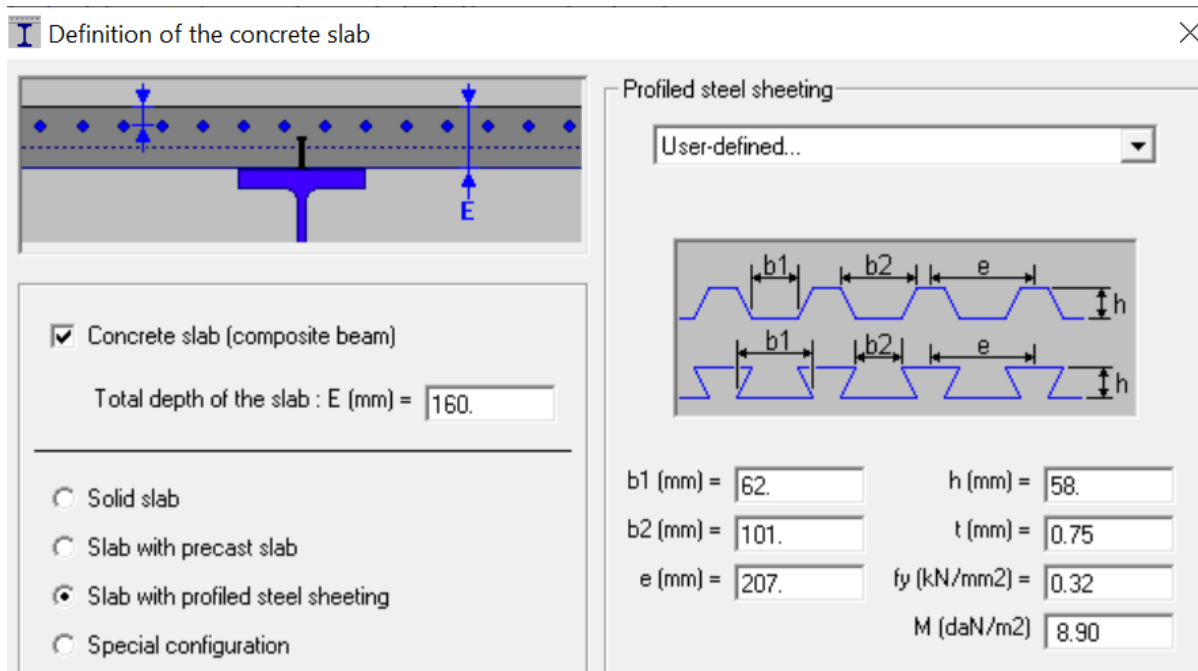 Definition of the concrete slab
E
Concrete slab (composite beam)
Total depth of the slab : E (mm) = 160.
Solid slab
Slab with precast slab
Slab with profiled steel sheeting
Special configuration
Profiled steel sheeting
User-defined...
b1 b2 e h
b1 b2 e h
b1 (mm) = 62. h (mm) = 58.
b2 (mm) = 101. t (mm) = 0.75
e (mm) = 207. fy (kN/mm2) = 0.32
M (daN/m2) 8.90